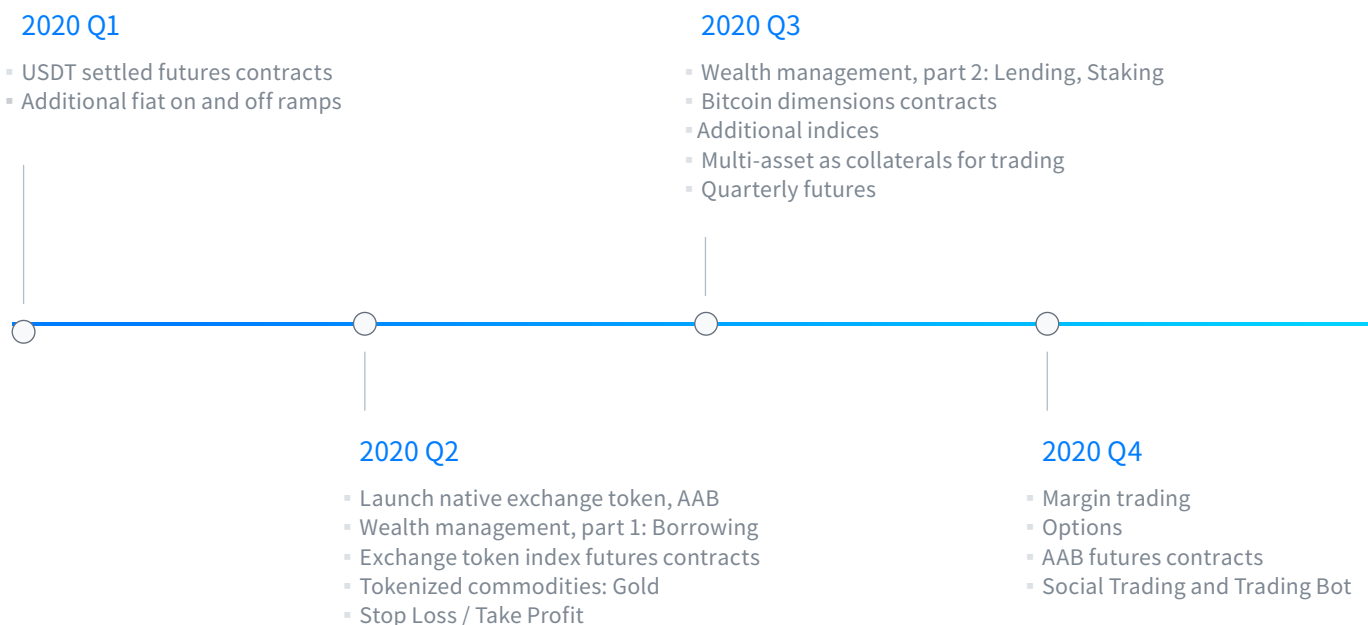 2020 Q1
USDT settled futures contracts
Additional fiat on and off ramps
2020 Q3
Wealth management, part 2: Lending, Staking
Bitcoin dimensions contracts
Additional indices
Multi-asset as collaterals for trading
Quarterly futures
2020 Q2
Launch native exchange token, AAB
Wealth management, part 1: Borrowing
Exchange token index futures contracts
Tokenized commodities: Gold
Stop Loss / Take Profit
2020 Q4
Margin trading
Options
AAB futures contracts
Social Trading and Trading Bot